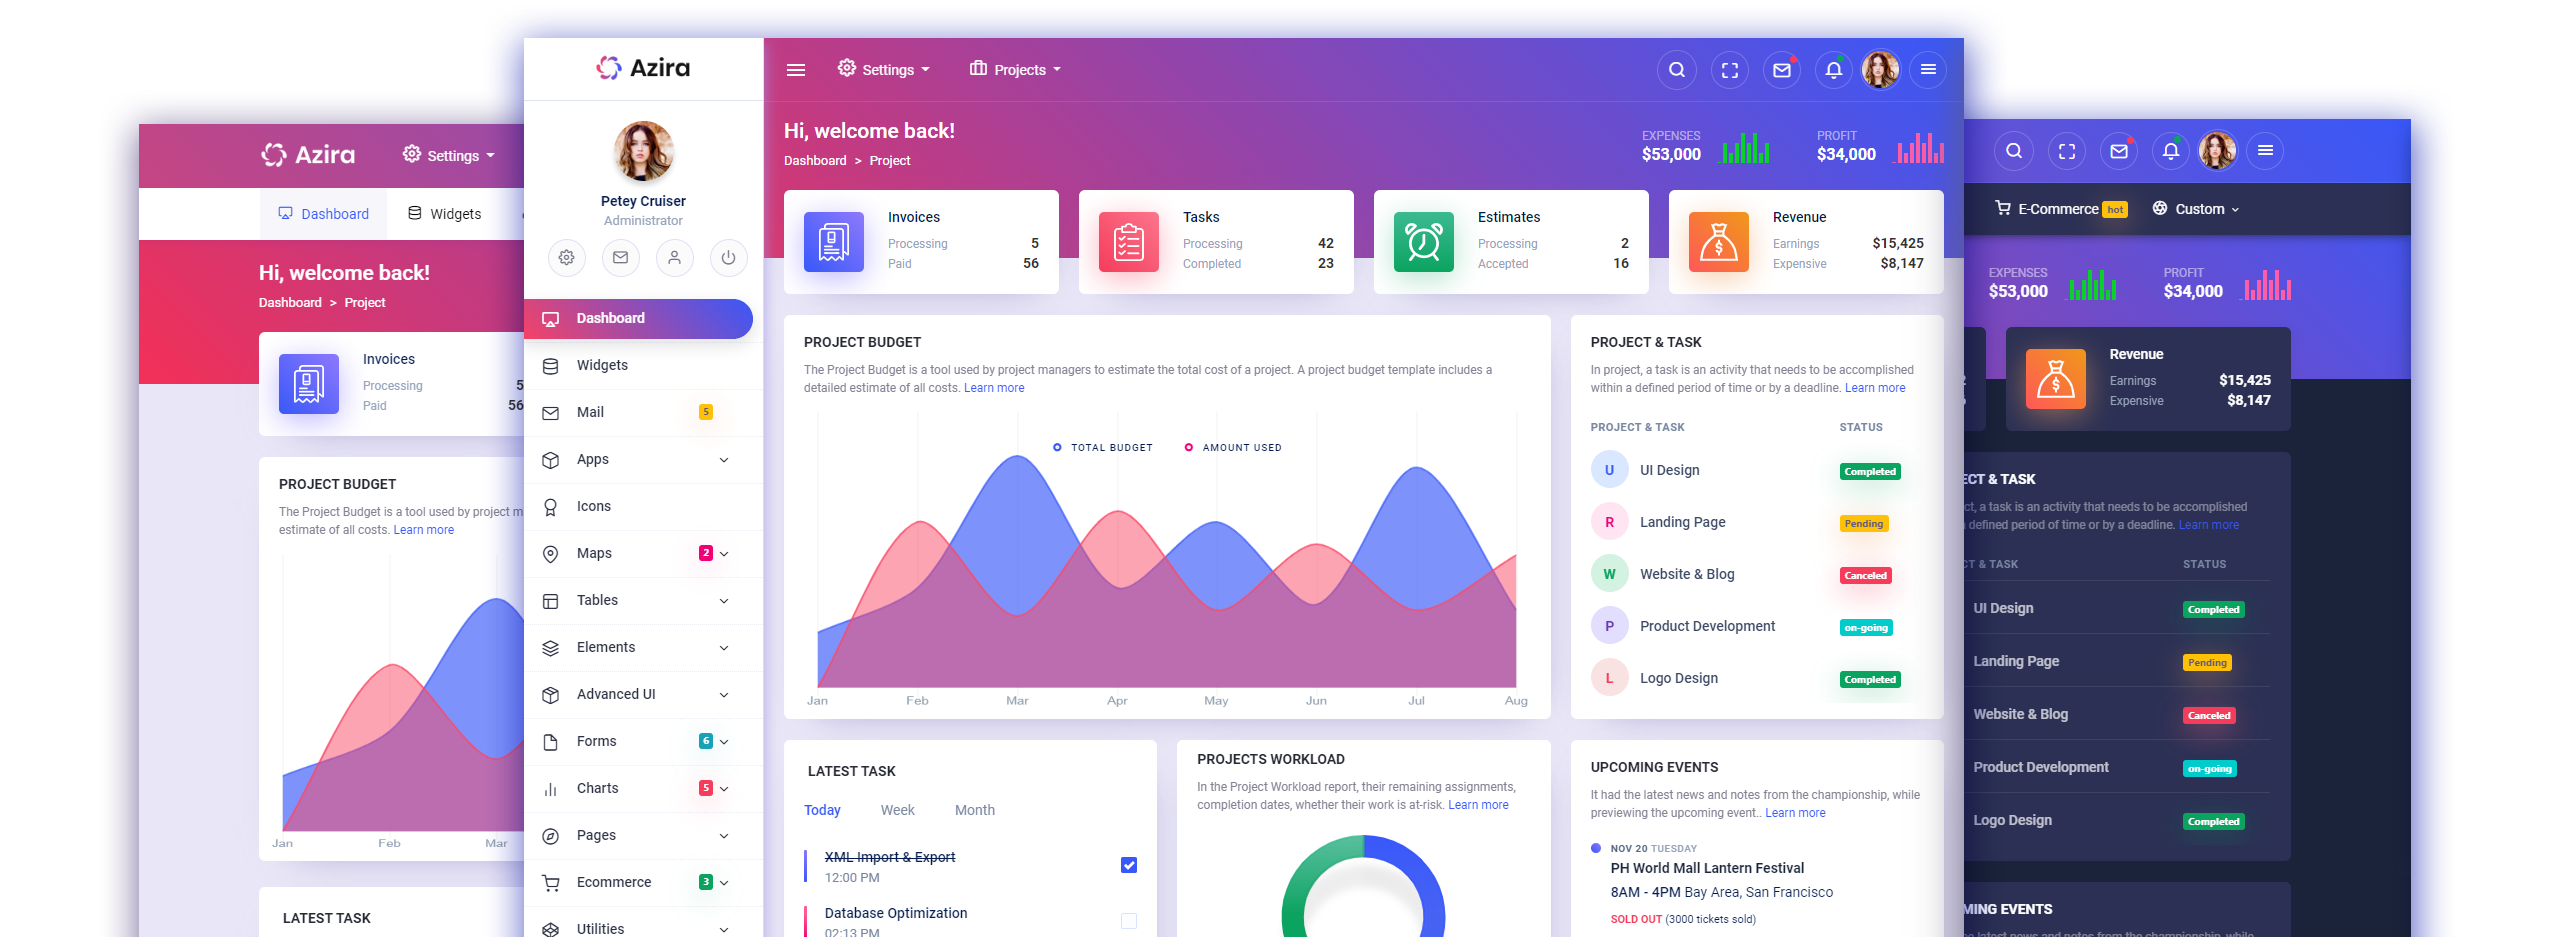 Azira
Settings
Dashboard
Widgets
Hi, welcome back!
Dashboard > Project
Invoices
Processing 5
Paid 56
PROJECT BUDGET
The Project Budget is a tool used by project m
estimate of all costs. Learn more
Jan Feb Mar
LATEST TASK
Azira
Petey Cruiser
Administrator
Dashboard
Widgets
Mail 5
Apps
Icons
Maps 2
Tables
Elements
Advanced UI
Forms 6
Charts 5
Pages
Ecommerce 3
Utilities
Settings Projects
Hi, welcome back!
Dashboard > Project
EXPENSES
$53,000
PROFIT
$34,000
Invoices
Processing 5
Paid 56
Tasks
Processing 42
Completed 23
Estimates
Processing 2
Accepted 16
Revenue
Earnings $15,425
Expensive $8,147
PROJECT BUDGET
The Project Budget is a tool used by project managers to estimate the total cost of a project. A project budget template includes a
detailed estimate of all costs. Learn more
TOTAL BUDGET AMOUNT USED
Jan Feb Mar Apr May Jun Jul Aug
PROJECT & TASK
In project, a task is an activity that needs to be accomplished
within a defined period of time or by a deadline. Learn more
PROJECT & TASK STATUS
U UI Design Completed
R Landing Page Pending
W Website & Blog Canceled
P Product Development on-going
L Logo Design Completed
LATEST TASK
Today Week Month
XML Import & Export
12:00 PM
Database Optimization
02:13 PM
PROJECTS WORKLOAD
In the Project Workload report, their remaining assignments,
completion dates, whether their work is at-risk. Learn more
UPCOMING EVENTS
It had the latest news and notes from the championship, while
previewing the upcoming event.. Learn more
NOV 20 TUESDAY
PH World Mall Lantern Festival
8AM - 4PM Bay Area, San Francisco
SOLD OUT (3000 tickets sold)
E-Commerce hot Custom
EXPENSES
$53,000
PROFIT
$34,000
Revenue
Earnings $15,425
Expensive $8,147
ECT & TASK
ct, a task is an activity that needs to be accomplished
defined period of time or by a deadline. Learn more
CT & TASK STATUS
UI Design Completed
Landing Page Pending
Website & Blog Canceled
Product Development on-going
Logo Design Completed
MING EVENTS
latest news and notes from the championship, while